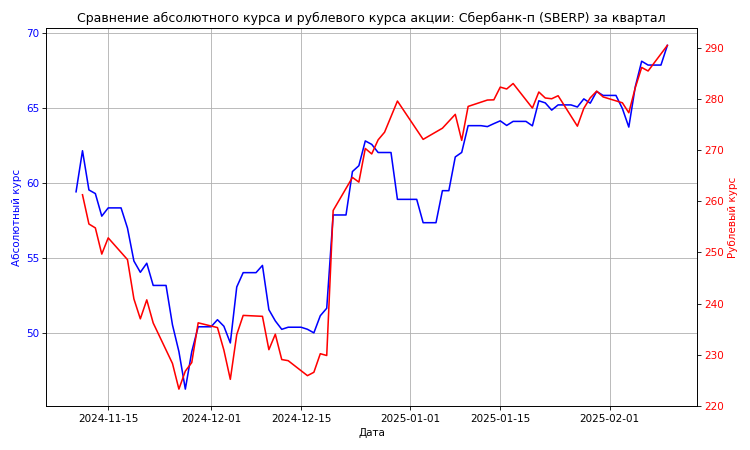 Сравнение абсолютного курса и рублевого курса акции: Сбербанк-п (SBERP) за квартал
70
65
60
55
50
Абсолютный курс
290
280
270
260
250
240
230
220
Рублевый курс
2024-11-15 2024-12-01 2024-12-15 2025-01-01 2025-01-15 2025-02-01
Дата